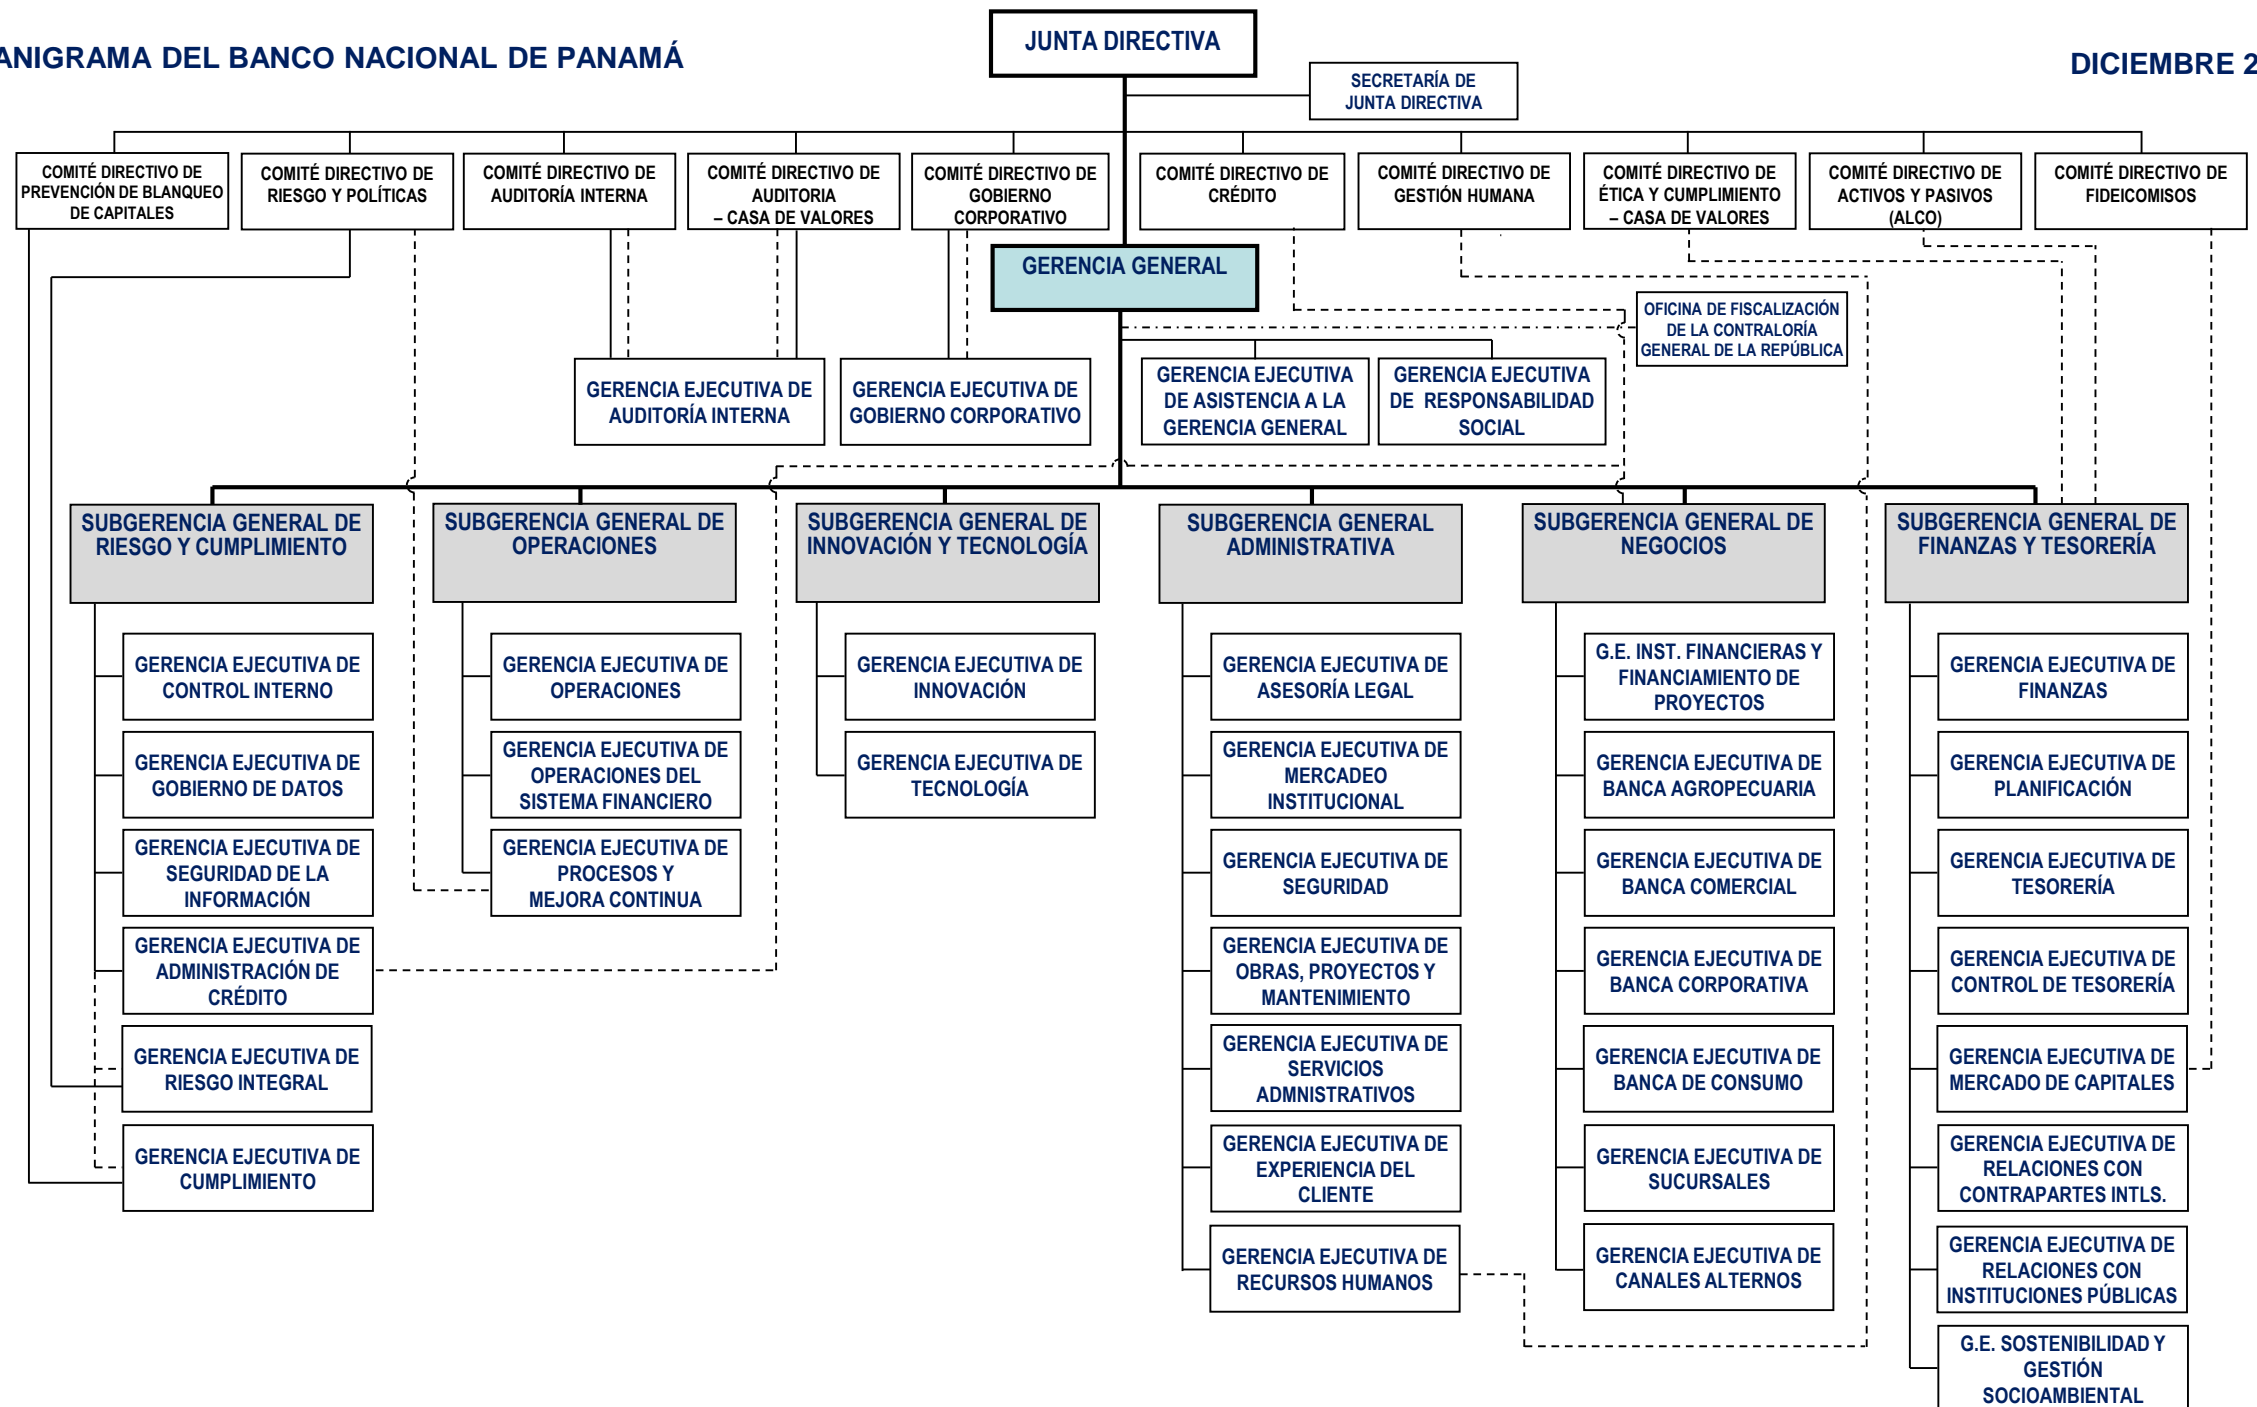 ANIGRAMA DEL BANCO NACIONAL DE PANAMÁ
DICIEMBRE 2
JUNTA DIRECTIVA
SECRETARÍA DE
JUNTA DIRECTIVA
COMITÉ DIRECTIVO DE
PREVENCIÓN DE BLANQUEO
DE CAPITALES
COMITÉ DIRECTIVO DE
RIESGO Y POLÍTICAS
COMITÉ DIRECTIVO DE
AUDITORÍA INTERNA
COMITÉ DIRECTIVO DE
AUDITORIA
– CASA DE VALORES
COMITÉ DIRECTIVO DE
GOBIERNO
CORPORATIVO
COMITÉ DIRECTIVO DE
CRÉDITO
COMITÉ DIRECTIVO DE
GESTIÓN HUMANA
COMITÉ DIRECTIVO DE
ÉTICA Y CUMPLIMIENTO
– CASA DE VALORES
COMITÉ DIRECTIVO DE
ACTIVOS Y PASIVOS
(ALCO)
COMITÉ DIRECTIVO DE
FIDEICOMISOS
GERENCIA GENERAL
OFICINA DE FISCALIZACIÓN
DE LA CONTRALORÍA
GENERAL DE LA REPÚBLICA
GERENCIA EJECUTIVA DE
AUDITORÍA INTERNA
GERENCIA EJECUTIVA DE
GOBIERNO CORPORATIVO
GERENCIA EJECUTIVA
DE ASISTENCIA A LA
GERENCIA GENERAL
GERENCIA EJECUTIVA
DE RESPONSABILIDAD
SOCIAL
SUBGERENCIA GENERAL DE
RIESGO Y CUMPLIMIENTO
GERENCIA EJECUTIVA DE
CONTROL INTERNO
GERENCIA EJECUTIVA DE
GOBIERNO DE DATOS
GERENCIA EJECUTIVA DE
SEGURIDAD DE LA
INFORMACIÓN
GERENCIA EJECUTIVA DE
ADMINISTRACIÓN DE
CRÉDITO
GERENCIA EJECUTIVA DE
RIESGO INTEGRAL
GERENCIA EJECUTIVA DE
CUMPLIMIENTO
SUBGERENCIA GENERAL DE
OPERACIONES
GERENCIA EJECUTIVA DE
OPERACIONES
GERENCIA EJECUTIVA DE
OPERACIONES DEL
SISTEMA FINANCIERO
GERENCIA EJECUTIVA DE
PROCESOS Y
MEJORA CONTINUA
SUBGERENCIA GENERAL DE
INNOVACIÓN Y TECNOLOGÍA
GERENCIA EJECUTIVA DE
INNOVACIÓN
GERENCIA EJECUTIVA DE
TECNOLOGÍA
SUBGERENCIA GENERAL
ADMINISTRATIVA
GERENCIA EJECUTIVA DE
ASESORÍA LEGAL
GERENCIA EJECUTIVA DE
MERCADEO
INSTITUCIONAL
GERENCIA EJECUTIVA DE
SEGURIDAD
GERENCIA EJECUTIVA DE
OBRAS, PROYECTOS Y
MANTENIMIENTO
GERENCIA EJECUTIVA DE
SERVICIOS
ADMNISTRATIVOS
GERENCIA EJECUTIVA DE
EXPERIENCIA DEL
CLIENTE
GERENCIA EJECUTIVA DE
RECURSOS HUMANOS
SUBGERENCIA GENERAL DE
NEGOCIOS
G.E. INST. FINANCIERAS Y
FINANCIAMIENTO DE
PROYECTOS
GERENCIA EJECUTIVA DE
BANCA AGROPECUARIA
GERENCIA EJECUTIVA DE
BANCA COMERCIAL
GERENCIA EJECUTIVA DE
BANCA CORPORATIVA
GERENCIA EJECUTIVA DE
BANCA DE CONSUMO
GERENCIA EJECUTIVA DE
SUCURSALES
GERENCIA EJECUTIVA DE
CANALES ALTERNOS
SUBGERENCIA GENERAL DE
FINANZAS Y TESORERÍA
GERENCIA EJECUTIVA DE
FINANZAS
GERENCIA EJECUTIVA DE
PLANIFICACIÓN
GERENCIA EJECUTIVA DE
TESORERÍA
GERENCIA EJECUTIVA DE
CONTROL DE TESORERÍA
GERENCIA EJECUTIVA DE
MERCADO DE CAPITALES
GERENCIA EJECUTIVA DE
RELACIONES CON
CONTRAPARTES INTLS.
GERENCIA EJECUTIVA DE
RELACIONES CON
INSTITUCIONES PÚBLICAS
G.E. SOSTENIBILIDAD Y
GESTIÓN
SOCIOAMBIENTAL